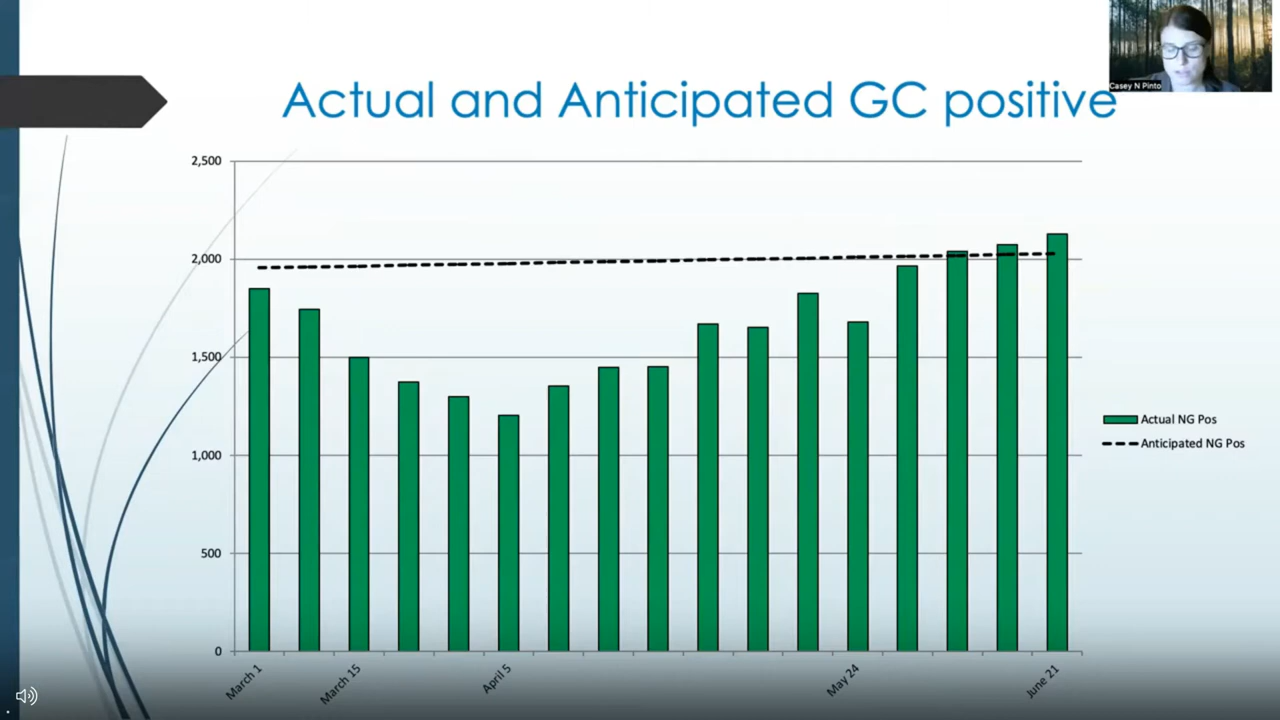 Actual and Anticipated GC positive
Casey N Pinto
2,500
2,000
1,500
1,000
500
0
March 1
March 15
April 5
May 24
June 21
Actual NG Pos
Anticipated NG Pos